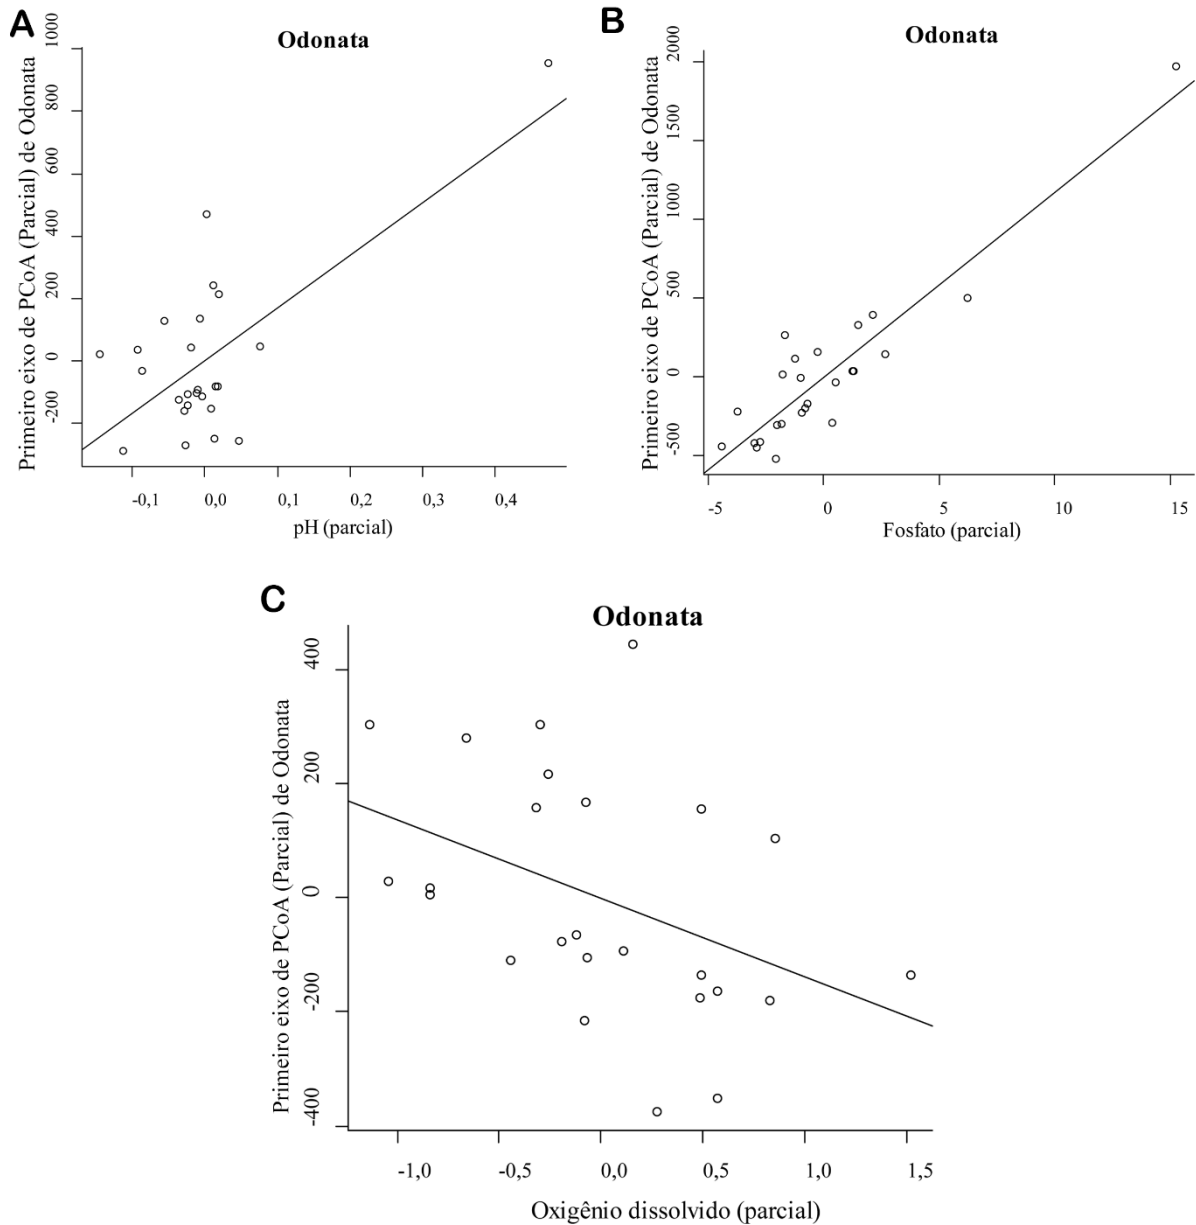 A
Odonata
Primeiro eixo de PCoA (Parcial) de Odonata
1000
800
600
400
200
0
-200
-0,1 0,0 0,1 0,2 0,3 0,4
pH (parcial)
B
Odonata
Primeiro eixo de PCoA (Parcial) de Odonata
2000
1500
1000
500
0
-500
-5 0 5 10 15
Fosfato (parcial)
C
Odonata
Primeiro eixo de PCoA (Parcial) de Odonata
400
200
0
-200
-400
-1,0 -0,5 0,0 0,5 1,0 1,5
Oxigênio dissolvido (parcial)